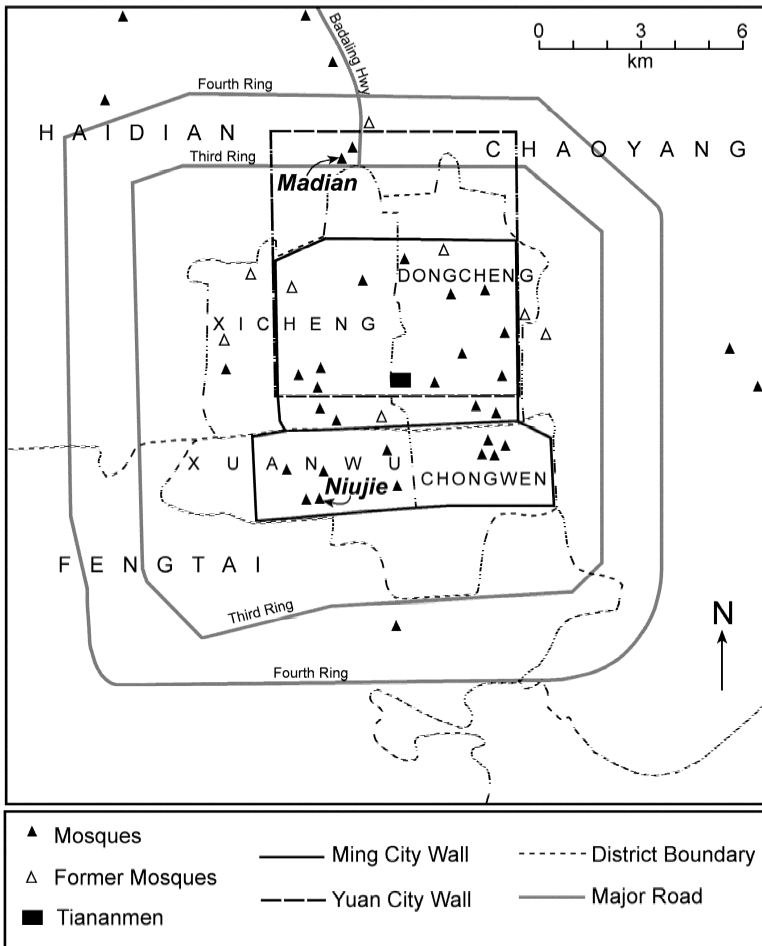 Badaling Hwy
0 3 6
km
Fourth Ring
HAIDIAN
CHAOYANG
Third Ring
Madian
DONGCHENG
XICHENG
XUANWU
CHONGWEN
Niujie
FENGTAI
Third Ring
N
Fourth Ring
Mosques
Former Mosques
Tiananmen
Ming City Wall
Yuan City Wall
District Boundary
Major Road